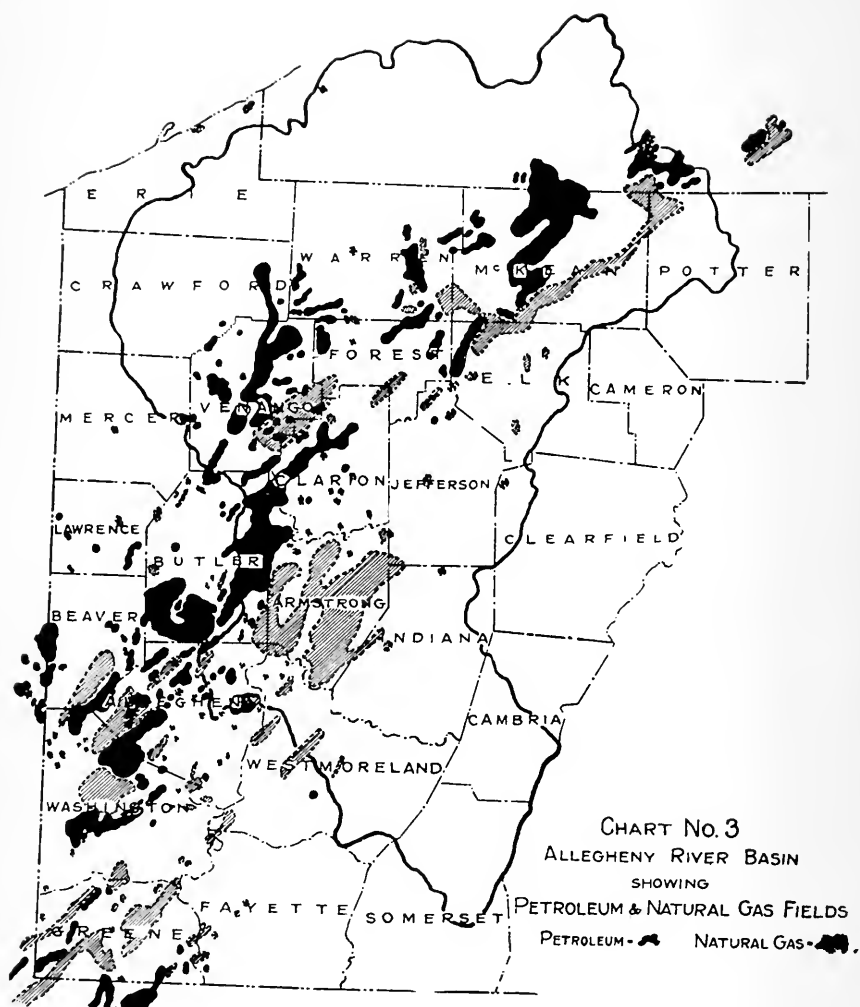 ERIE
WARREN
McKEAN
POTTER
CRAWFORD
FOREST
ELK
CAMERON
MERCER
VENANGO
CLARION
JEFFERSON
LAWRENCE
CLEARFIELD
BUTLER
ARMSTRONG
BEAVER
INDIANA
ALLEGHENY
CAMBRIA
WESTMORELAND
WASHINGTON
CHART No. 3
ALLEGHENY RIVER BASIN
SHOWING
PETROLEUM & NATURAL GAS FIELDS
PETROLEUM- NATURAL GAS-
FAYETTE
SOMERSET
GREENE